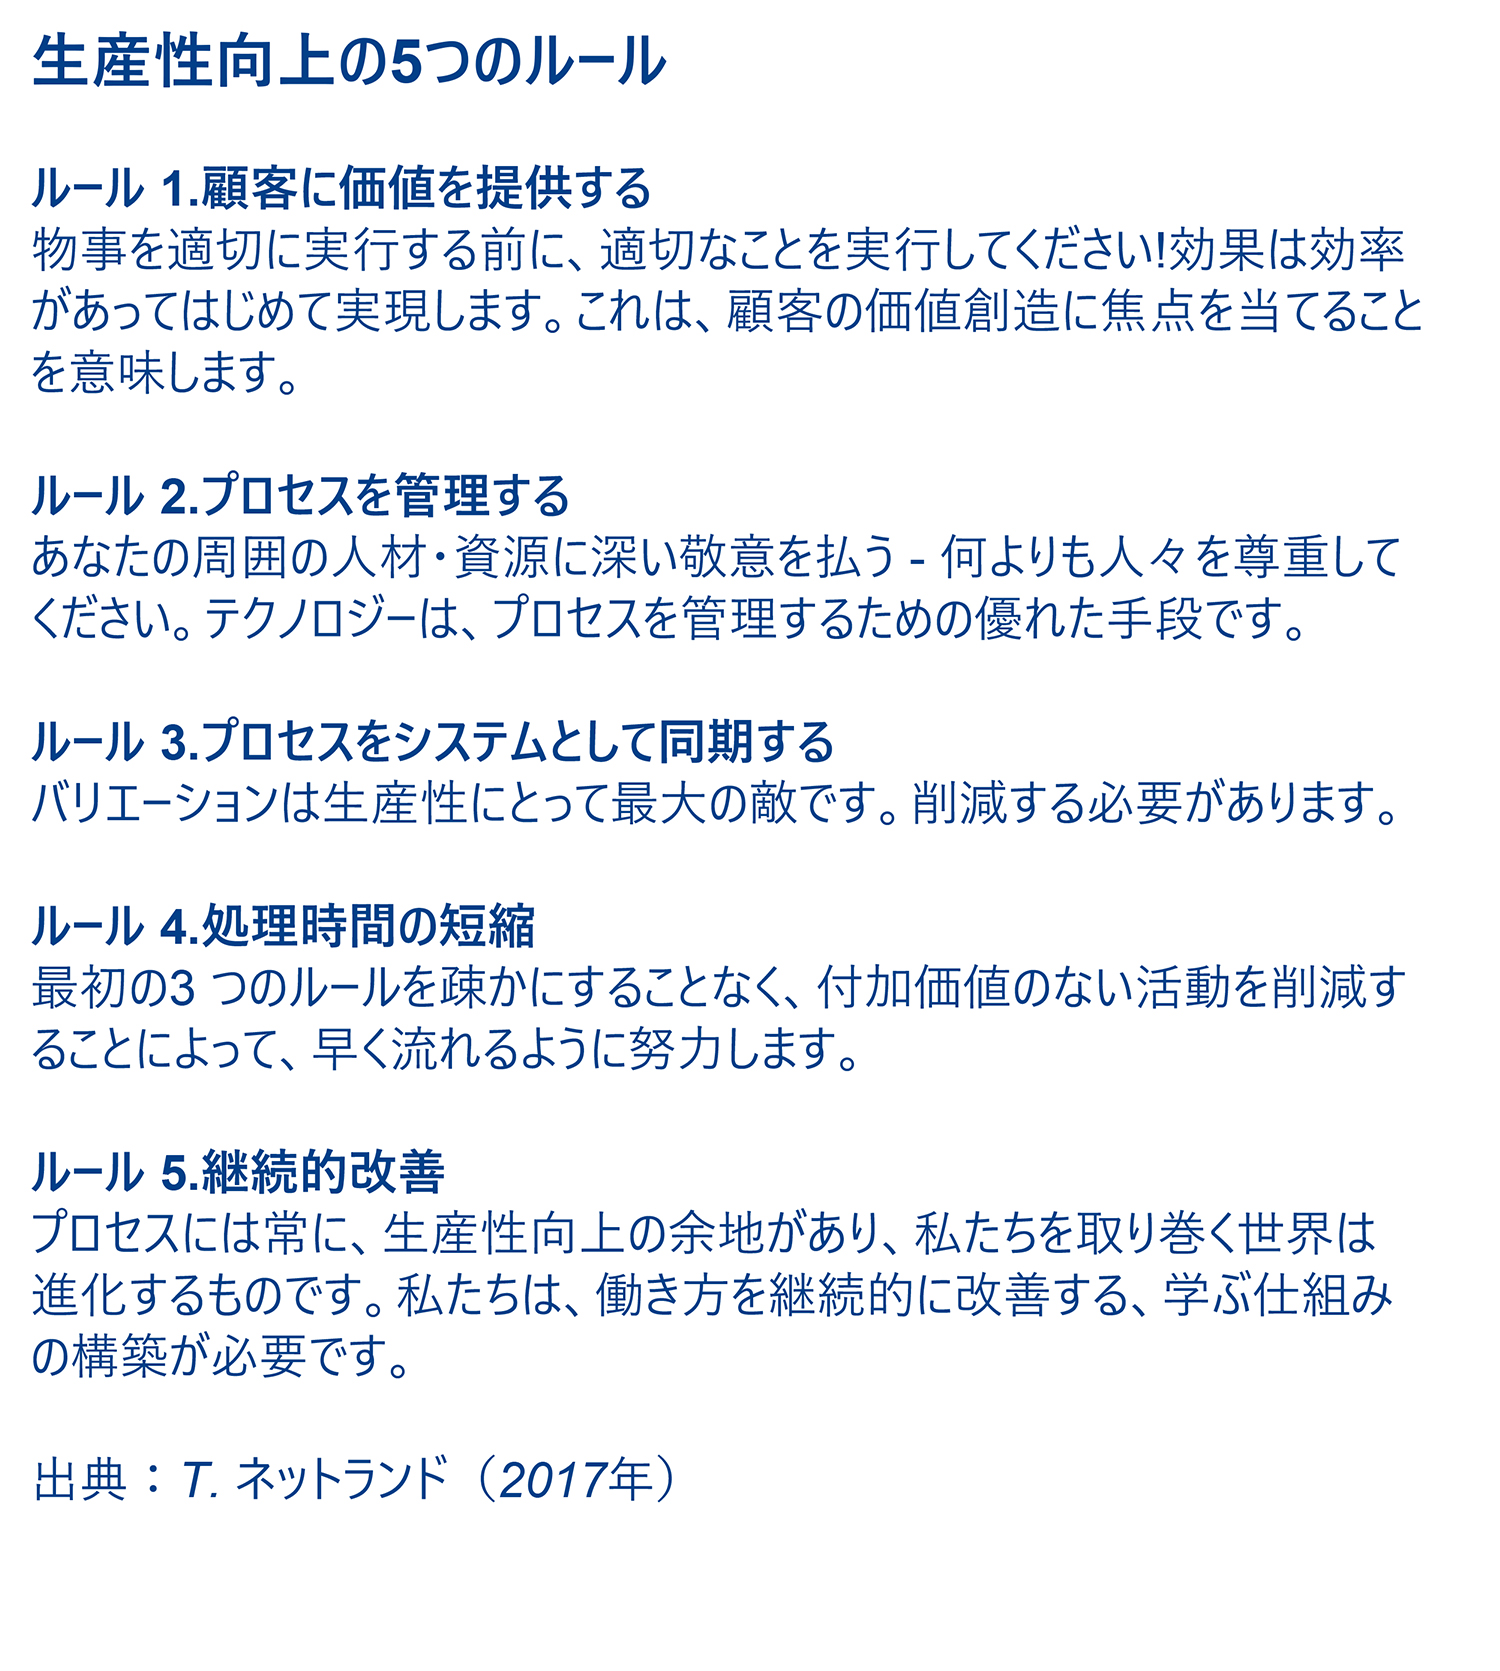 生産性向上の5つのルール
ルール 1.顧客に価値を提供する
物事を適切に実行する前に、適切なことを実行してください!効果は効率
があってはじめて実現します。これは、顧客の価値創造に焦点を当てること
を意味します。
ルール 2.プロセスを管理する
あなたの周囲の人材・資源に深い敬意を払う - 何よりも人々を尊重して
ください。テクノロジーは、プロセスを管理するための優れた手段です。
ルール 3.プロセスをシステムとして同期する
バリエーションは生産性にとって最大の敵です。削減する必要があります。
ルール 4.処理時間の短縮
最初の3 つのルールを疎かにすることなく、付加価値のない活動を削減す
ることによって、早く流れるように努力します。
ルール 5.継続的改善
プロセスには常に、生産性向上の余地があり、私たちを取り巻く世界は
進化するものです。私たちは、働き方を継続的に改善する、学ぶ仕組み
の構築が必要です。
出典：T. ネットランド（2017年）